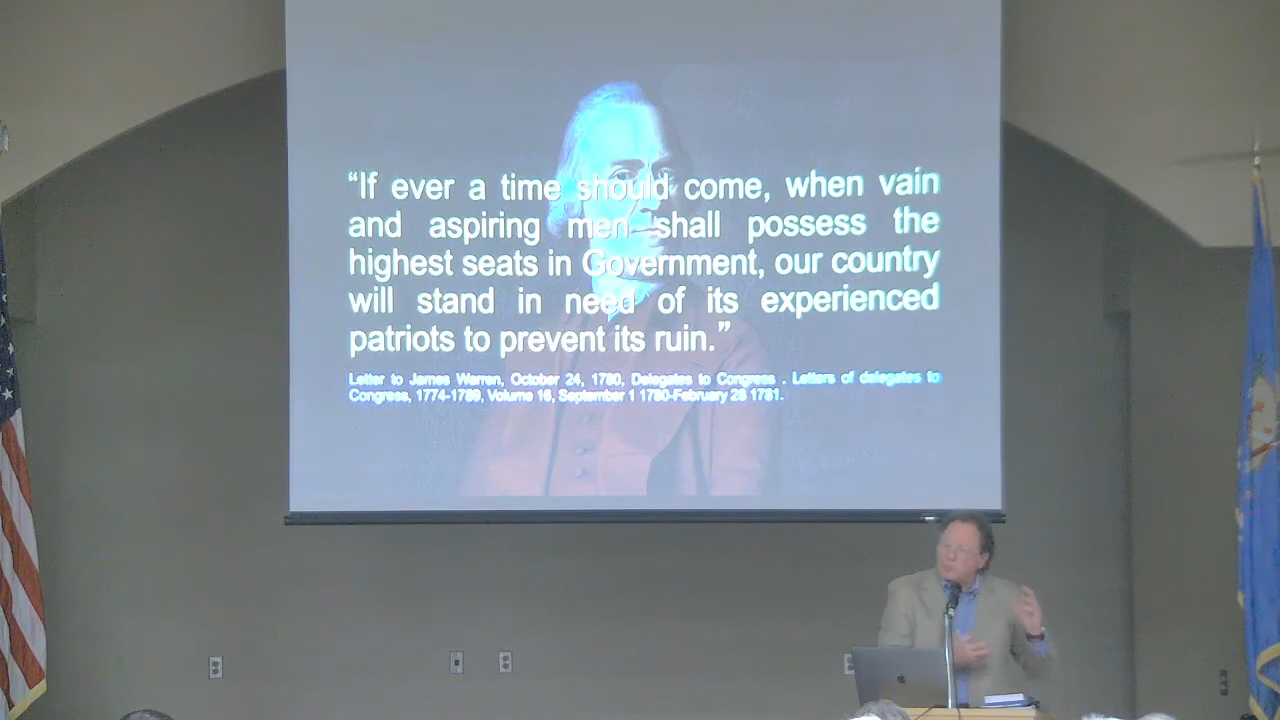 “If ever a time should come, when vain
and aspiring men shall possess the
highest seats in Government, our country
will stand in need of its experienced
patriots to prevent its ruin.”
Letter to James Warren, October 24, 1780, Delegates to Congress . Letters of delegates to
Congress, 1774-1789, Volume 16, September 1 1780-February 28 1781.